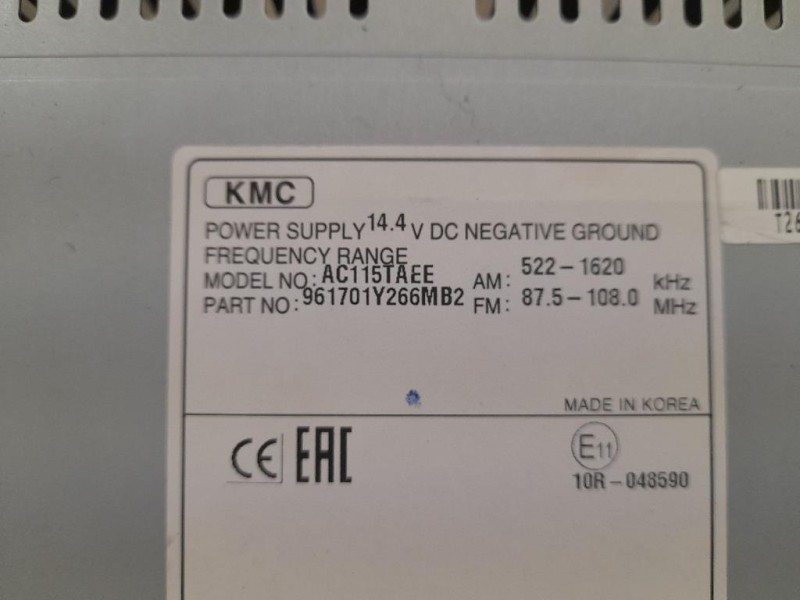 KMC
POWER SUPPLY 14.4 V DC NEGATIVE GROUND
FREQUENCY RANGE
MODEL NO: AC115TAEE AM: 522-1620 kHz
PART NO: 961701Y266MB2 FM: 87.5-108.0 MHz
MADE IN KOREA
CE EAC E11
10R-048590
T26